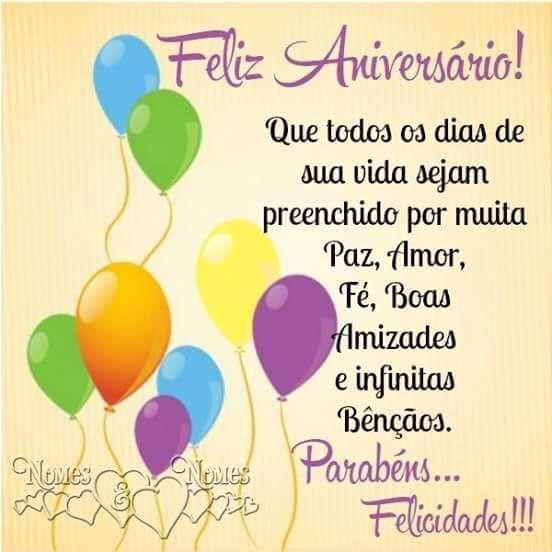 Feliz Aniversário!
Que todos os dias de
sua vida sejam
preenchido por muita
Paz, Amor,
Fé, Boas
Amizades
e infinitas
Bênçãos.
Parabéns...
Felicidades!!!
Nomes & Nomes